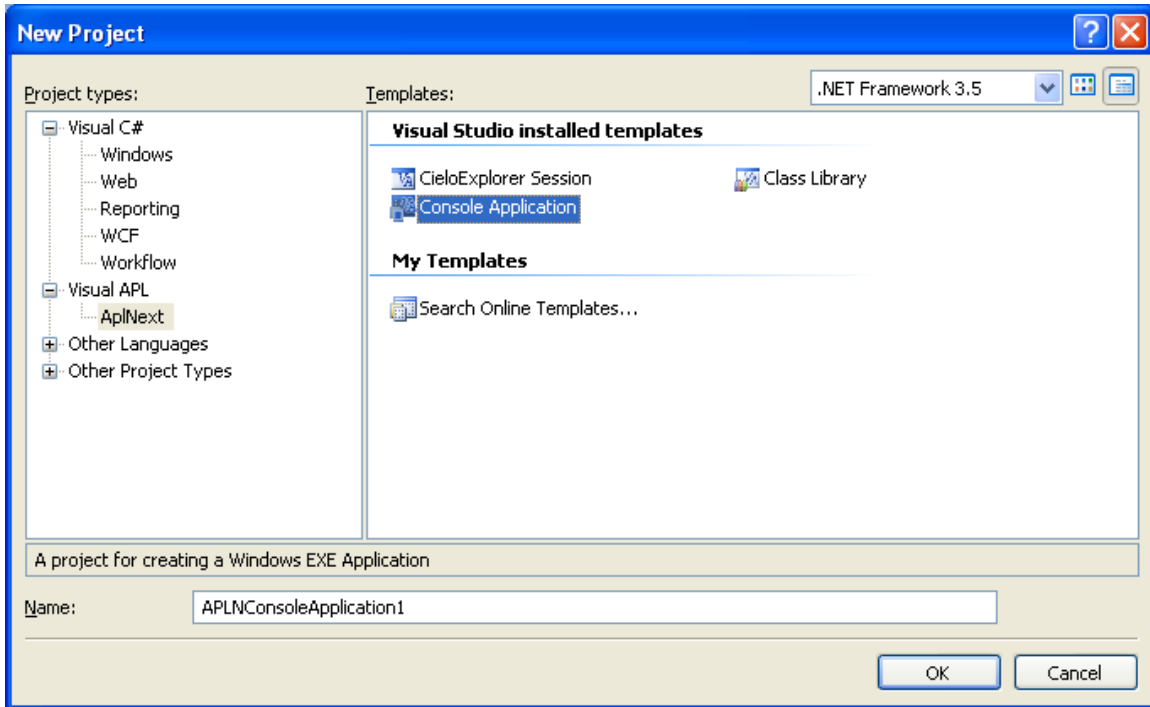 New Project
Project types:
Templates:
.NET Framework 3.5
Visual C#
Windows
Web
Reporting
WCF
Workflow
Visual APL
AplNext
Other Languages
Other Project Types
Visual Studio installed templates
CieloExplorer Session
Class Library
Console Application
My Templates
Search Online Templates...
A project for creating a Windows EXE Application
Name:
APLNConsoleApplication1
OK
Cancel